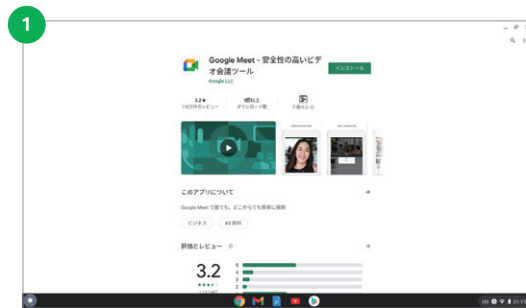 1
Google Meet - 安全性の高いビデ
オ会議ツール
Google LLC
インストール
3.2★
1億以上
ダウンロード数
3 歳以上
このアプリについて
Google Meet で誰でも、どこからでも簡単に接続
ビジネス
#3 無料
評価とレビュー
3.2
5
4
3
2
1
US